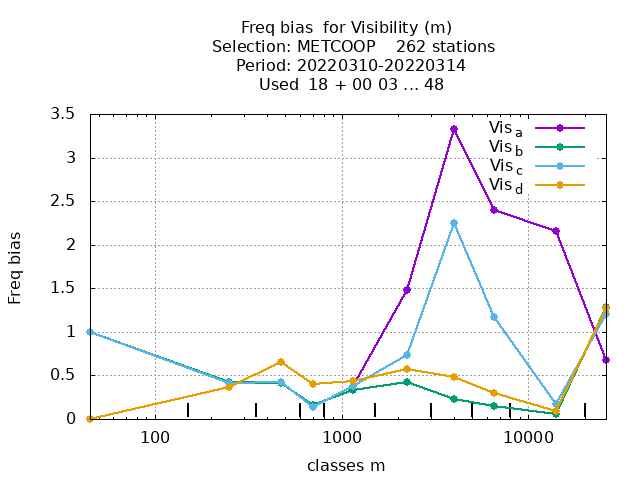 Freq bias  for Visibility (m)
Selection: METCOOP    262 stations
Period: 20220310-20220314
Used  18 + 00 03 ... 48
3.5
3
2.5
2
1.5
1
0.5
0
Freq bias
Vis a
Vis b
Vis c
Vis d
100
1000
10000
classes m